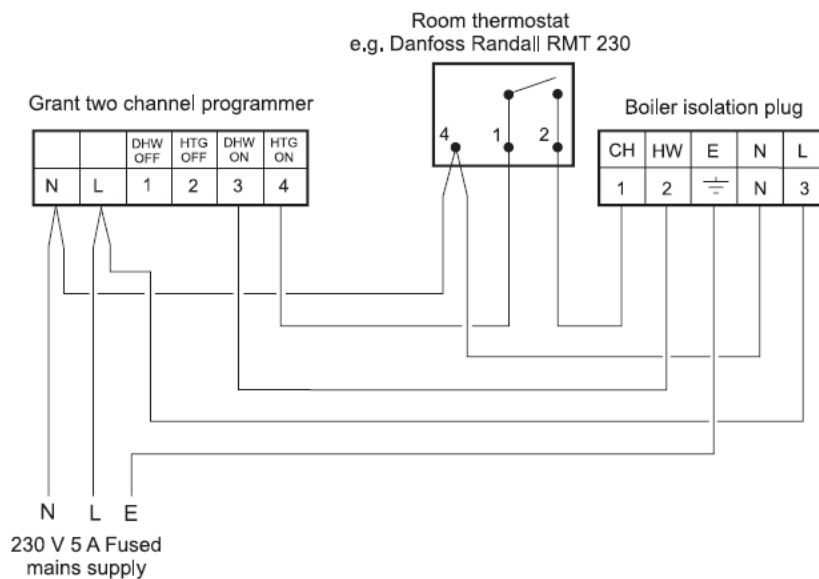 Room thermostat
e.g. Danfoss Randall RMT 230
Grant two channel programmer
DHW OFF HTG OFF DHW ON HTG ON
N L 1 2 3 4
4 1 2
Boiler isolation plug
CH HW E N L
1 2 N 3
N L E
230 V 5 A Fused
mains supply